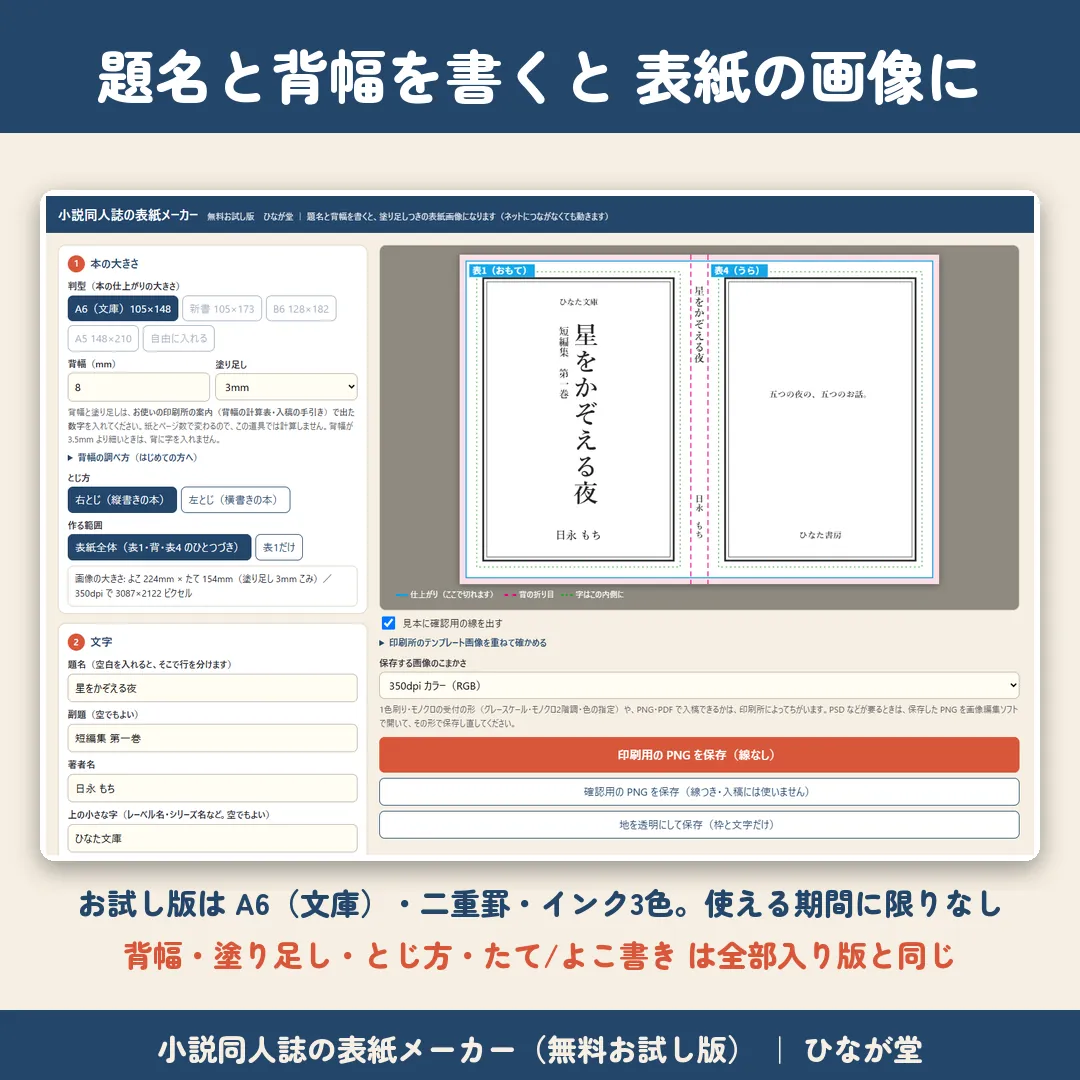 題名と背幅を書くと 表紙の画像に
小説同人誌の表紙メーカー 無料お試し版 ひなが堂 ｜ 題名と背幅を書くと、塗り足しつきの表紙画像になります（ネットにつながなくても動きます）
1 本の大きさ
判型（本の仕上がりの大きさ）
A6（文庫）105×148 新書 105×173 B6 128×182
A5 148×210 自由に入れる
背幅（mm） 塗り足し
8 3mm
背幅と塗り足しは、お使いの印刷所の案内（背幅の計算表・入稿の手引き）で出た
数字を入れてください。紙とページ数で変わるので、この道具では計算しません。背幅が
3.5mm より細いときは、背に字を入れません。
▶ 背幅の調べ方（はじめての方へ）
とじ方
右とじ（縦書きの本） 左とじ（横書きの本）
作る範囲
表紙全体（表1・背・表4 のひとつづき） 表1だけ
画像の大きさ: よこ 224mm × たて 154mm（塗り足し 3mm こみ）／
350dpi で 3087×2122 ピクセル
2 文字
題名（空白を入れると、そこで行を分けます）
星をかぞえる夜
副題（空でもよい）
短編集 第一巻
著者名
日永 もち
上の小さな字（レーベル名・シリーズ名など。空でもよい）
ひなた文庫
表1（おもて）
ひなた文庫
星をかぞえる夜
短編集 第一巻
日永 もち
星をかぞえる夜
日永 もち
表4（うら）
五つの夜の、五つのお話。
ひなた書房
仕上がり（ここで切れます） 背の折り目 字はこの内側に
見本に確認用の線を出す
▶ 印刷所のテンプレート画像を重ねて確かめる
保存する画像のこまかさ
350dpi カラー（RGB）
1色刷り・モノクロの受付の形（グレースケール・モノクロ2階調・色の指定）や、PNG・PDF で入稿できるかは、印刷所によってちがいます。PSD などが要るときは、保存した PNG を画像編集ソフト
で開いて、その形で保存し直してください。
印刷用の PNG を保存（線なし）
確認用の PNG を保存（線つき・入稿には使いません）
地を透明にして保存（枠と文字だけ）
お試し版は A6（文庫）・二重罫・インク3色。使える期間に限りなし
背幅・塗り足し・とじ方・たて/よこ書き は全部入り版と同じ
小説同人誌の表紙メーカー（無料お試し版） ｜ ひなが堂